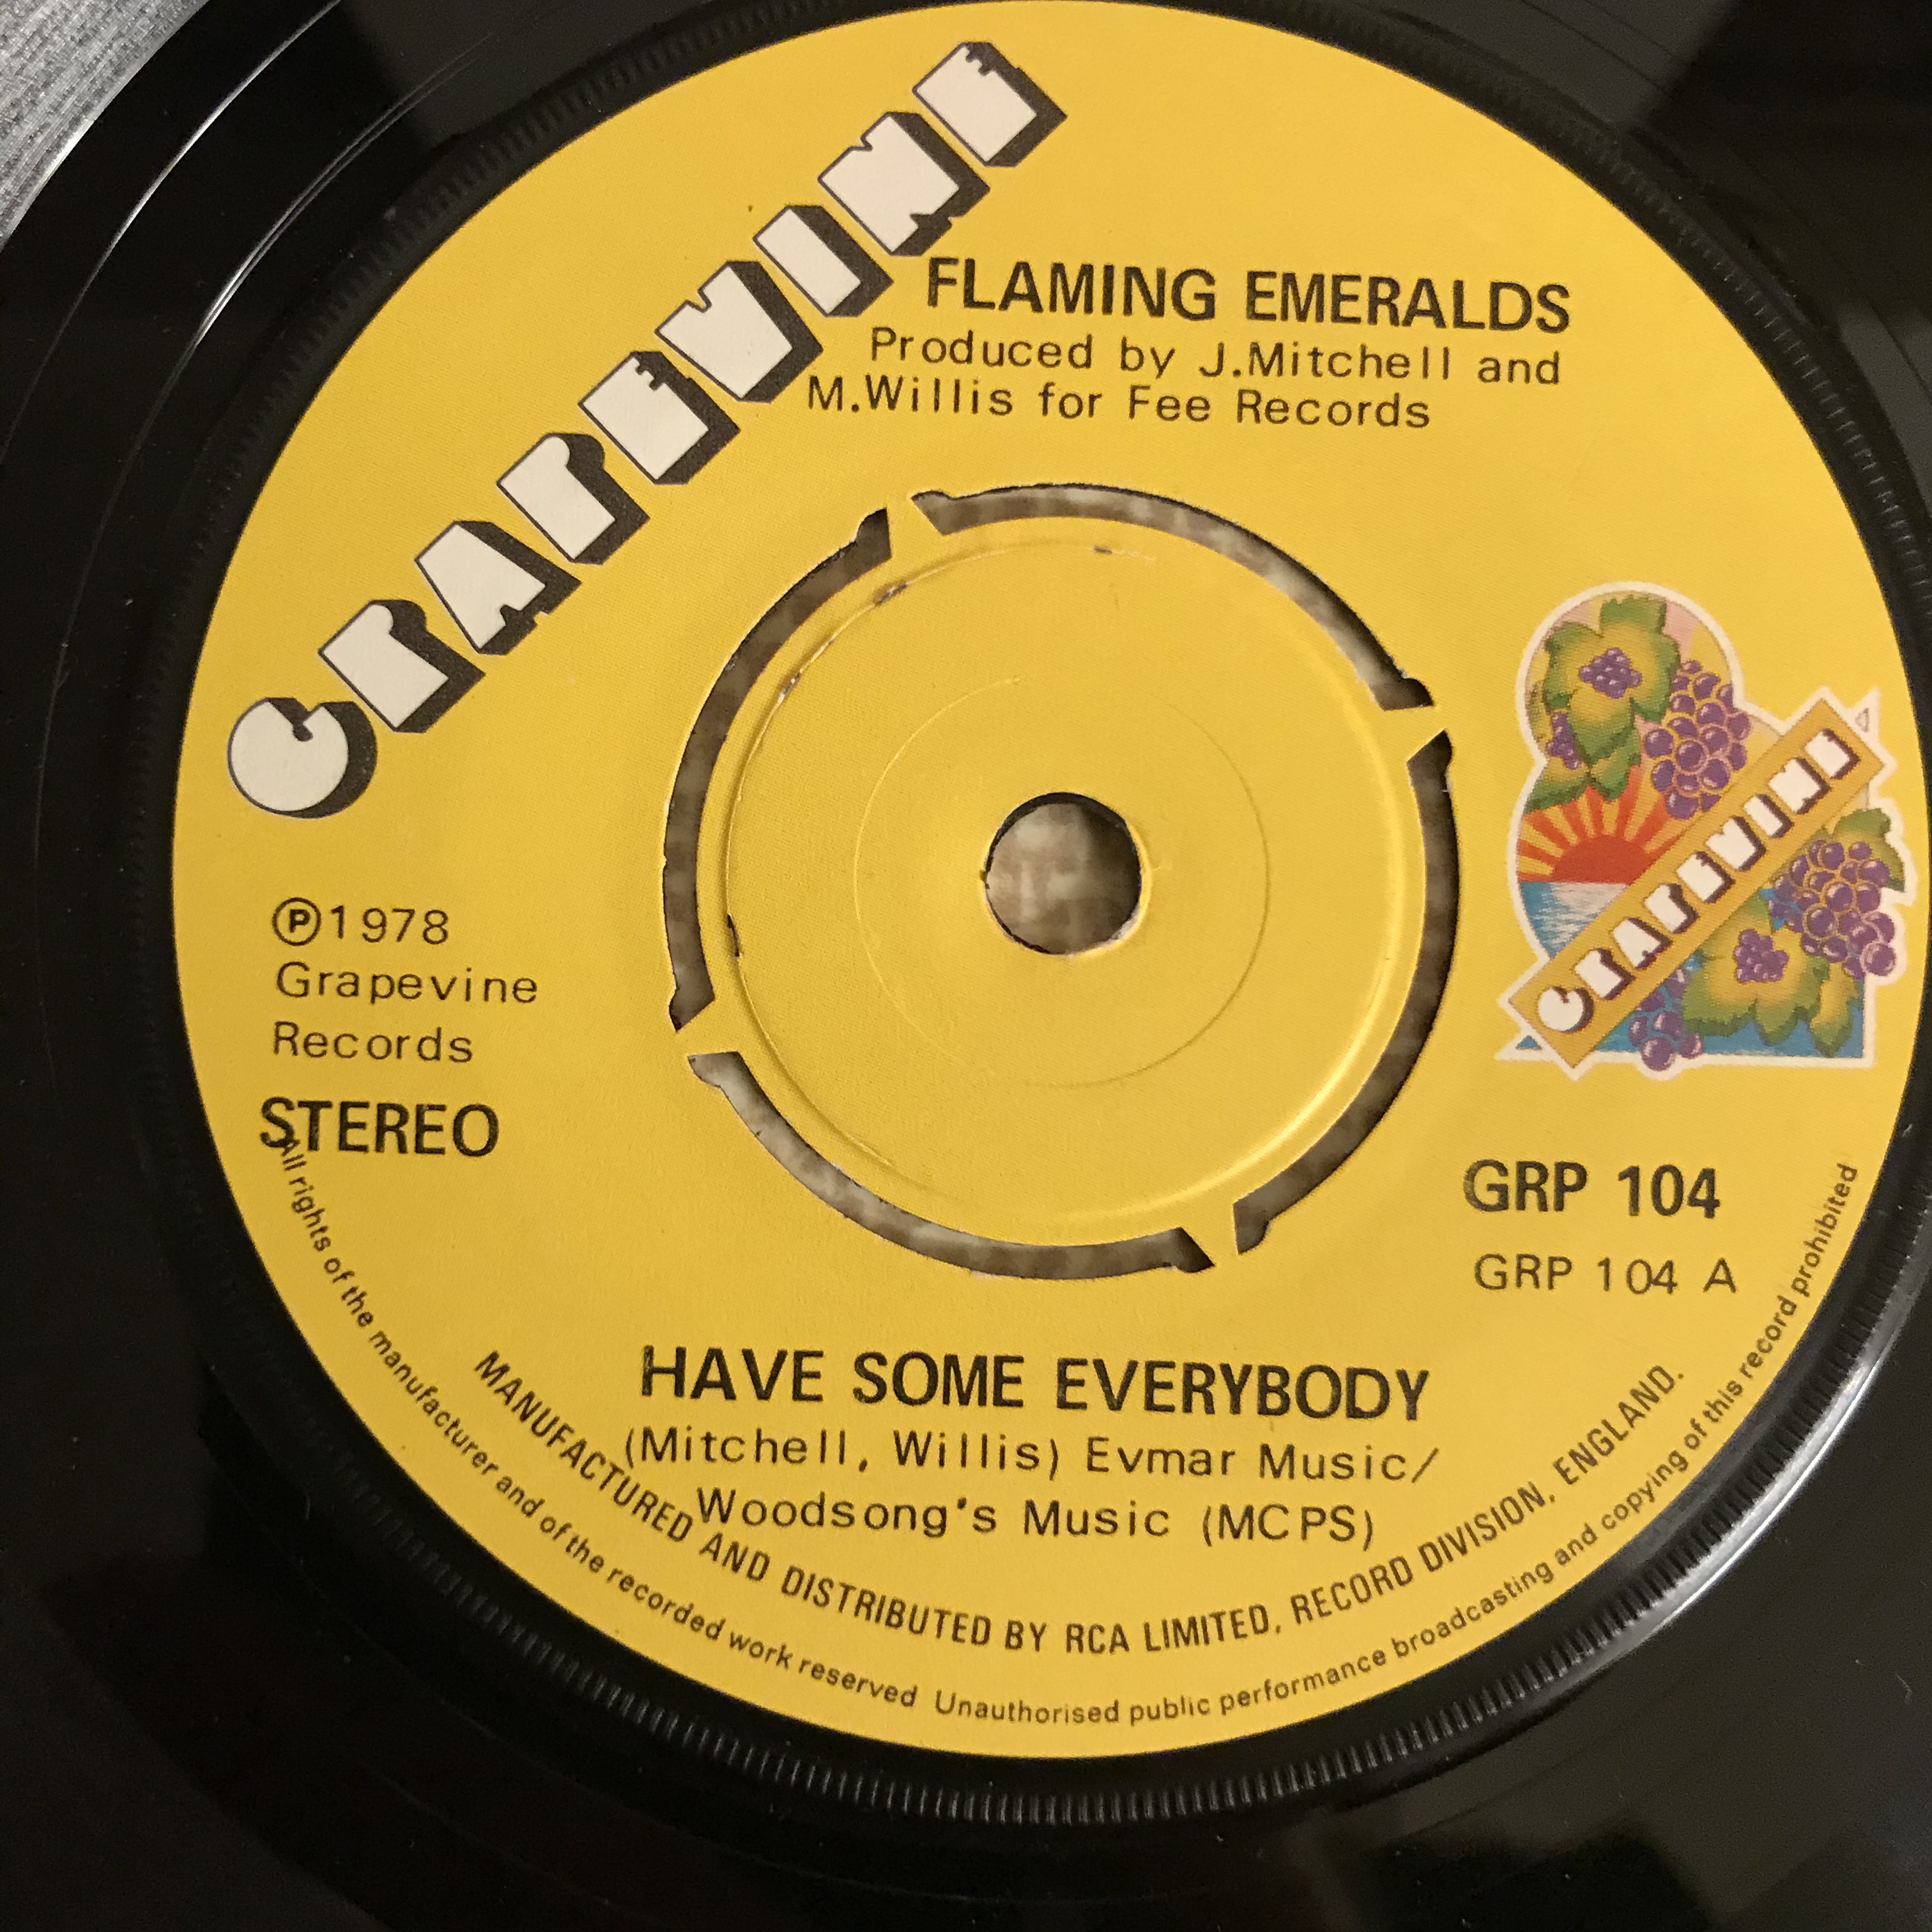 GRAPEVINE
FLAMING EMERALDS
Produced by J.Mitchell and
M.Willis for Fee Records
GRAPEVINE
Ⓟ1978
Grapevine
Records
STEREO
GRP 104
GRP 104 A
HAVE SOME EVERYBODY
(Mitchell, Willis) Evmar Music/
Woodsong's Music (MCPS)
MANUFACTURED AND DISTRIBUTED BY RCA LIMITED, RECORD DIVISION, ENGLAND.
All rights of the manufacturer and of the recorded work reserved Unauthorised public performance broadcasting and copying of this record prohibited